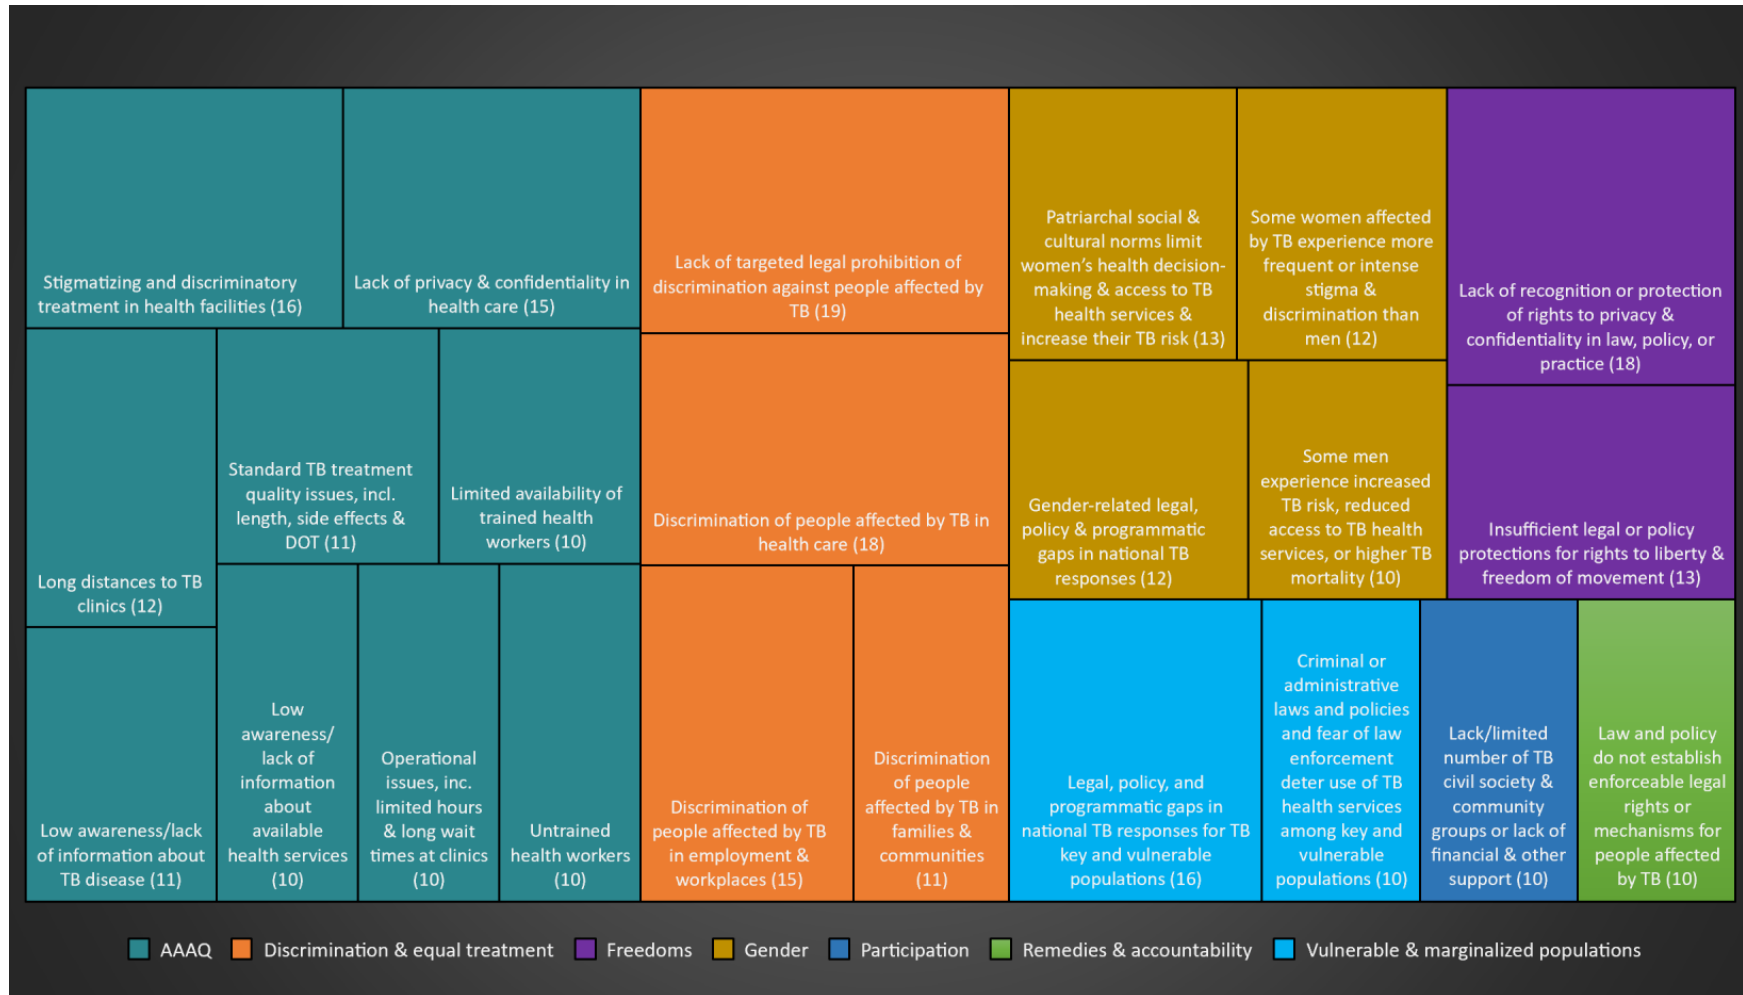 Stigmatizing and discriminatory
treatment in health facilities (16)
Lack of privacy & confidentiality in
health care (15)
Long distances to TB
clinics (12)
Standard TB treatment
quality issues, incl.
length, side effects &
DOT (11)
Limited availability of
trained health
workers (10)
Low awareness/lack
of information about
TB disease (11)
Low
awareness/
lack of
information
about
available
health services
(10)
Operational
issues, inc.
limited hours
& long wait
times at clinics
(10)
Untrained
health workers
(10)
Lack of targeted legal prohibition of
discrimination against people affected by
TB (19)
Discrimination of people affected by TB in
health care (18)
Discrimination of
people affected by TB
in employment &
workplaces (15)
Discrimination
of people
affected by TB in
families &
communities
(11)
Patriarchal social &
cultural norms limit
women’s health decision-
making & access to TB
health services &
increase their TB risk (13)
Some women affected
by TB experience more
frequent or intense
stigma &
discrimination than
men (12)
Gender-related legal,
policy & programmatic
gaps in national TB
responses (12)
Some men
experience increased
TB risk, reduced
access to TB health
services, or higher TB
mortality (10)
Lack of recognition or protection
of rights to privacy &
confidentiality in law, policy, or
practice (18)
Insufficient legal or policy
protections for rights to liberty &
freedom of movement (13)
Legal, policy, and
programmatic gaps in
national TB responses for TB
key and vulnerable
populations (16)
Criminal or
administrative
laws and policies
and fear of law
enforcement
deter use of TB
health services
among key and
vulnerable
populations (10)
Lack/limited
number of TB
civil society &
community
groups or lack of
financial & other
support (10)
Law and policy
do not establish
enforceable legal
rights or
mechanisms for
people affected
by TB (10)
AAAQ
Discrimination & equal treatment
Freedoms
Gender
Participation
Remedies & accountability
Vulnerable & marginalized populations